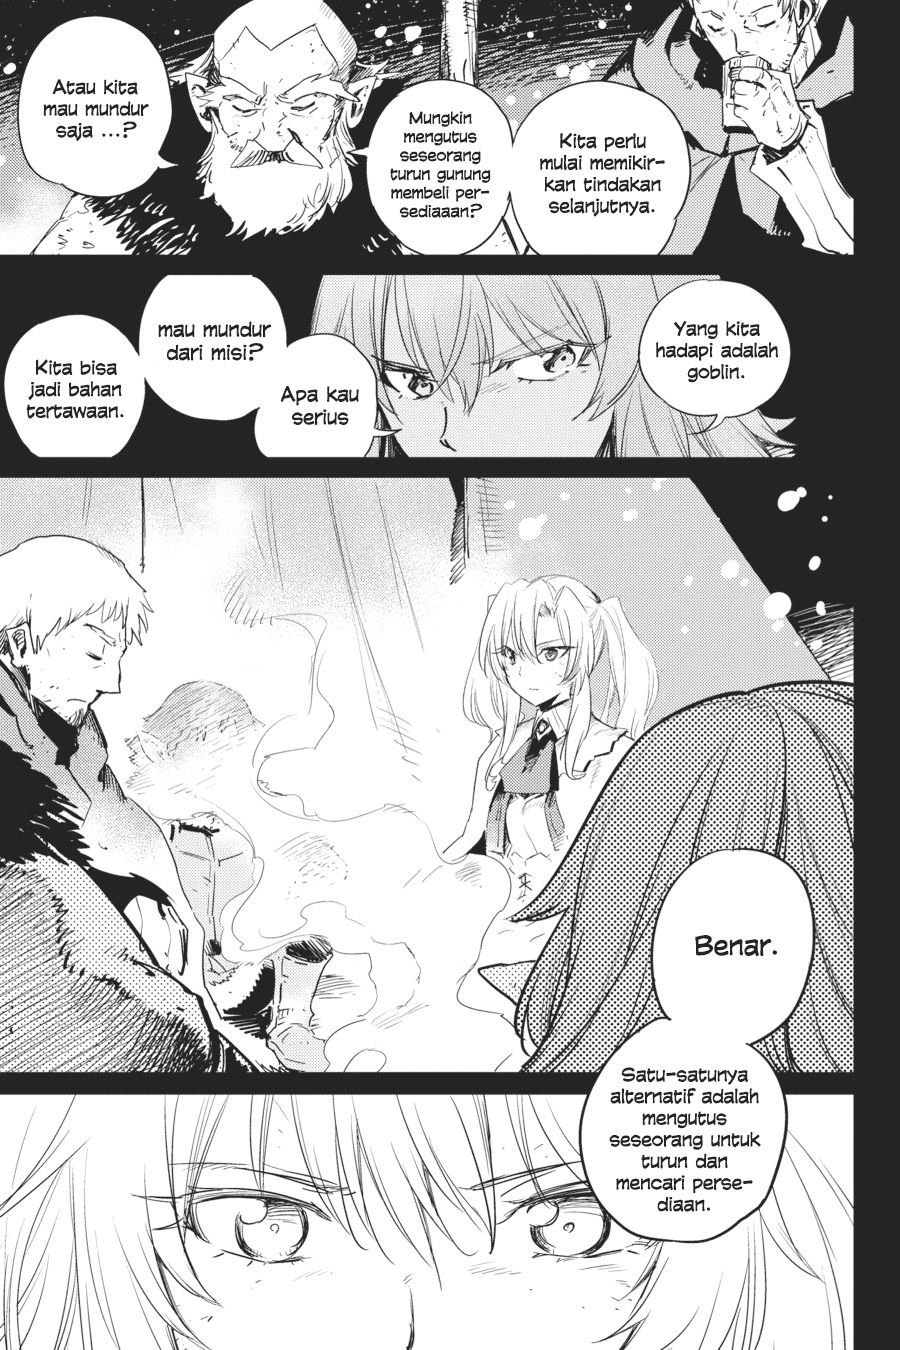 Kita perlu
mulai memikir-
kan tindakan
selanjutnya.
Mungkin
mengutus
seseorang
turun gunung
membeli per-
sediaaan?
Atau kita
mau mundur
saja ...?
Yang kita
hadapi adalah
goblin.
Apa kau
serius
mau mundur
dari misi?
Kita bisa
jadi bahan
tertawaan.
Benar.
Satu-satunya
alternatif adalah
mengutus
seseorang untuk
turun dan
mencari perse-
diaan.